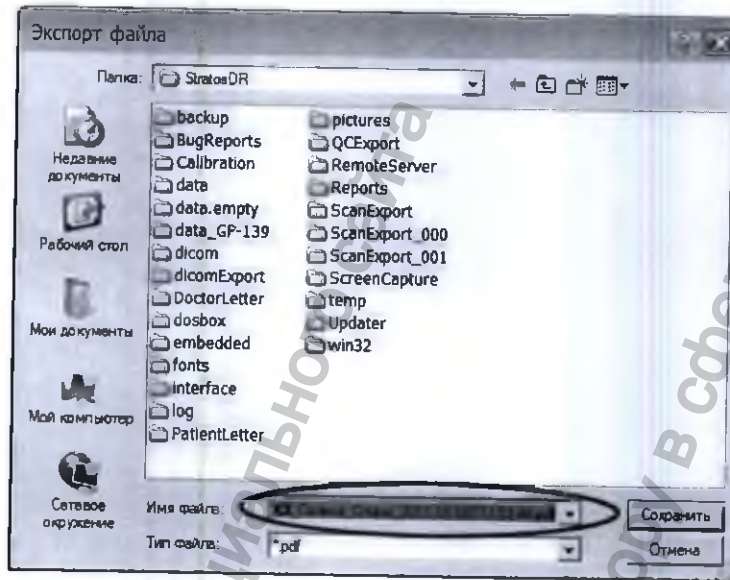 Экспорт файла
Папка: StratosDR
Недавние документы
Рабочий стол
Мои документы
Мой компьютер
Сетевое окружение
backup
BugReports
Calibration
data
data.empty
data_GP-139
dicom
dicomExport
DoctorLetter
dosbox
embedded
fonts
interface
log
PatientLetter
pictures
QCExport
RemoteServer
Reports
ScanExport
ScanExport_000
ScanExport_001
ScreenCapture
temp
Updater
win32
Имя файла:
Сохранить
Тип файла: *.pdf
Отмена
сайта
в сфер